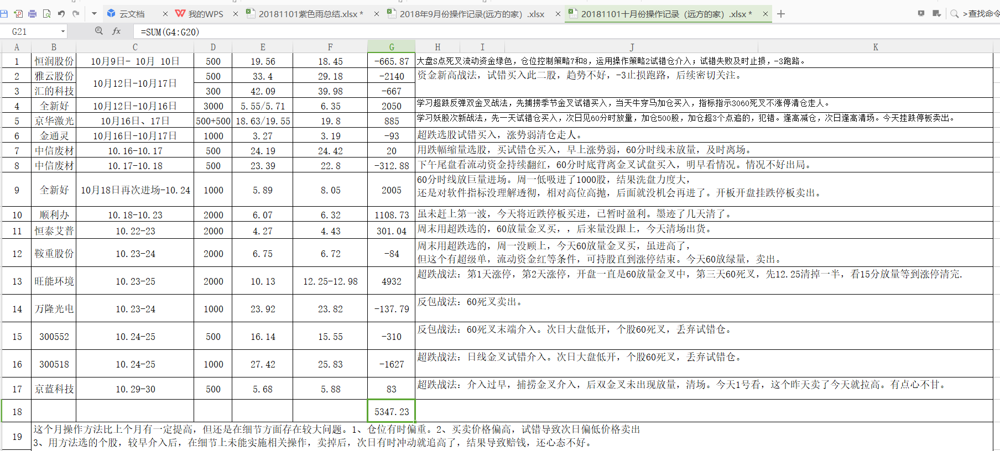 云文档 × 我的WPS × 20181101紫色雨总结.xlsx * × 2018年9月份操作记录(远方的家) .xlsx × 20181101十月份操作记录 (远方的家) .xlsx * × + >查找命令
G21 fx =SUM(G4:G20)
A B C D E F G H I J K
1 恒润股份 10月9日- 10月 10日 500 19.56 18.45 -665.87 大盘S点死叉流动资金绿色，仓位控制策略7和8，运用操作策略2试错仓介入；试错失败及时止损，-3跑路。
2 雅云股份 10月12日-10月17日 500 33.4 29.18 -2140 资金新高战法，试错买入此二股，趋势不好，-3止损跑路，后续密切关注。
3 汇的科技 300 42.09 39.98 -667
4 全新好 10月12日-10月16日 3000 5.55/5.71 6.35 2050 学习超跌反弹双金叉战法，先捕捞季节金叉试错买入，当天牛穿马加仓买入，指标指示3060死叉不涨停清仓走人。
5 京华激光 10月16日、17日 500+500 18.63/19.55 19.8 885 学习妖股次新战法，先一天试错仓买入，次日见60分时放量，加仓500股，加仓超3个点追的，犯错。逢高减仓，次日逢高清场。今天挂跌停板卖出。
6 金通灵 10月16日-10月17日 1000 3.27 3.19 -93 超跌选股试错买入，涨势弱清仓走人。
7 中信废材 10.16-10.17 500 24.19 24.42 20 用跌幅缩量选股，买试错仓买入，早上涨势弱，60分时线未放量，及时离场。
8 中信废材 10.17-10.18 500 23.39 22.8 -312.88 下午尾盘看流动资金持续翻红，60分时底背离金叉试盘买入，明早看情况。情况不好出局。
9 全新好 10月18日再次进场-10.24 1000 5.89 8.05 2005 60分时线放巨量进场。周一低吸进了1000股，结果洗盘力度大，
还是对软件指标没理解透彻，相对高位高抛，后面就没机会再进了。开板开盘挂跌停板卖出。
10 顺利办 10.18-10.23 2000 6.07 6.32 1108.73 虽未赶上第一波，今天将近跌停板买进，已暂时盈利。墨迹了几天清了。
11 恒泰艾普 10.22-23 2000 4.27 4.43 301.04 周末用超跌选的，60放量金叉买，，后来量没跟上，今天清场出货。
12 鞍重股份 10.23-24 2000 6.75 6.72 -84 周末用超跌选的，周一没顾上，今天60放量金叉买，虽进高了，
但这个有超级单，流动资金红等条件，可持股直到涨停结束。今天60放绿量，卖出。
13 旺能环境 10.23-25 2000 10.13 12.25-12.98 4932 超跌战法：第1天涨停，第2天涨停，开盘一直是60放量金叉中，第三天60死叉，先12.25清掉一半，看15分放量等到涨停清完.
14 万隆光电 10.23-24 1000 23.92 23.82 -137.79 反包战法：60死叉卖出。
15 300552 10.24-25 500 16.14 15.55 -310 反包战法：60死叉末端介入。次日大盘低开，个股60死叉，丢弃试错仓。
16 300518 10.24-25 1000 27.42 25.83 -1627 超跌战法：日线金叉试错介入。次日大盘低开，个股60死叉，丢弃试错仓。
17 京蓝科技 10.29-30 500 5.68 5.88 83 超跌战法：介入过早，捕捞金叉介入，后双金叉未出现放量，清场。今天1号看，这个昨天卖了今天就拉高。有点心不甘。
18 5347.23
19 这个月操作方法比上个月有一定提高，但还是在细节方面存在较大问题。1、仓位有时偏重。2、买卖价格偏高，试错导致次日偏低价格卖出
3、用方法选的个股，较早介入后，在细节上未能实施相关操作，卖掉后，次日有时冲动就追高了，结果导致赔钱，还心态不好。